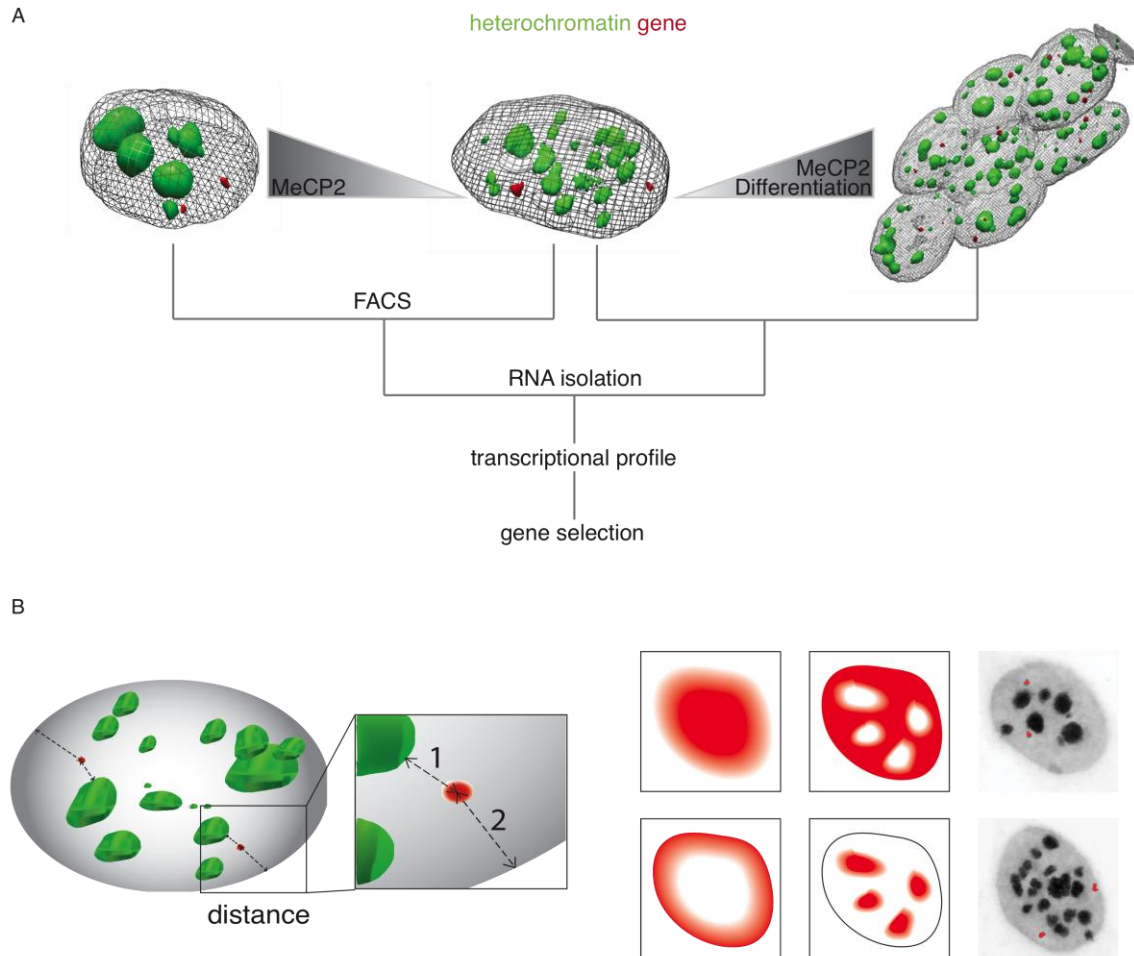 A
heterochromatin gene
MeCP2
MeCP2
Differentiation
FACS
RNA isolation
transcriptional profile
gene selection
B
1
2
distance